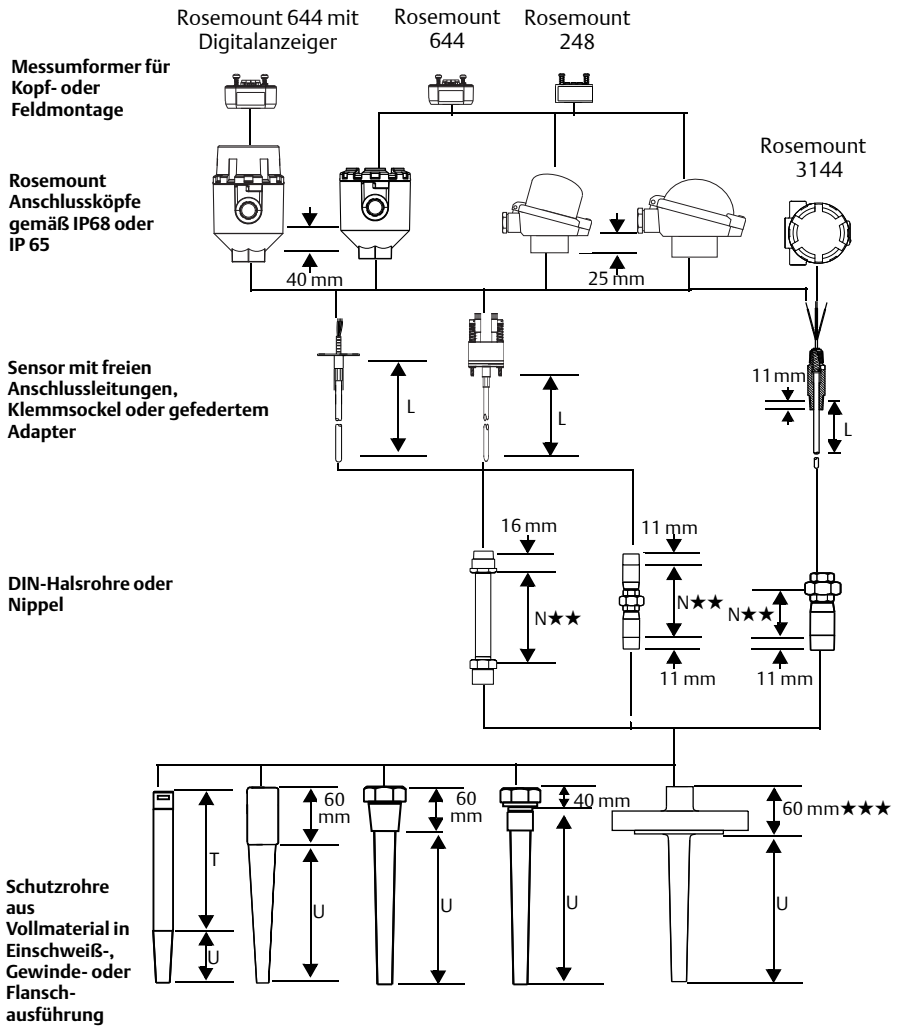 Rosemount 644 mit
Digitalanzeiger
Rosemount
644
Rosemount
248
Messumformer für
Kopf- oder
Feldmontage
Rosemount
3144
Rosemount
Anschlussköpfe
gemäß IP68 oder
IP 65
40 mm
25 mm
Sensor mit freien
Anschlussleitungen,
Klemmsockel oder gefedertem
Adapter
L
L
11 mm
L
DIN-Halsrohre oder
Nippel
16 mm
N★★
11 mm
N★★
11 mm
N★★
11 mm
Schutzrohre
aus
Vollmaterial in
Einschweiß-,
Gewinde- oder
Flansch-
ausführung
T
U
60
mm
U
60
mm
U
40 mm
U
60 mm★★★
U